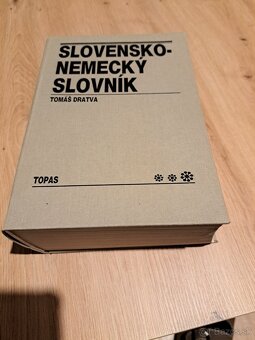 SLOVENSKO-
NEMECKÝ
SLOVNÍK
TOMÁŠ DRATVA
TOPAS